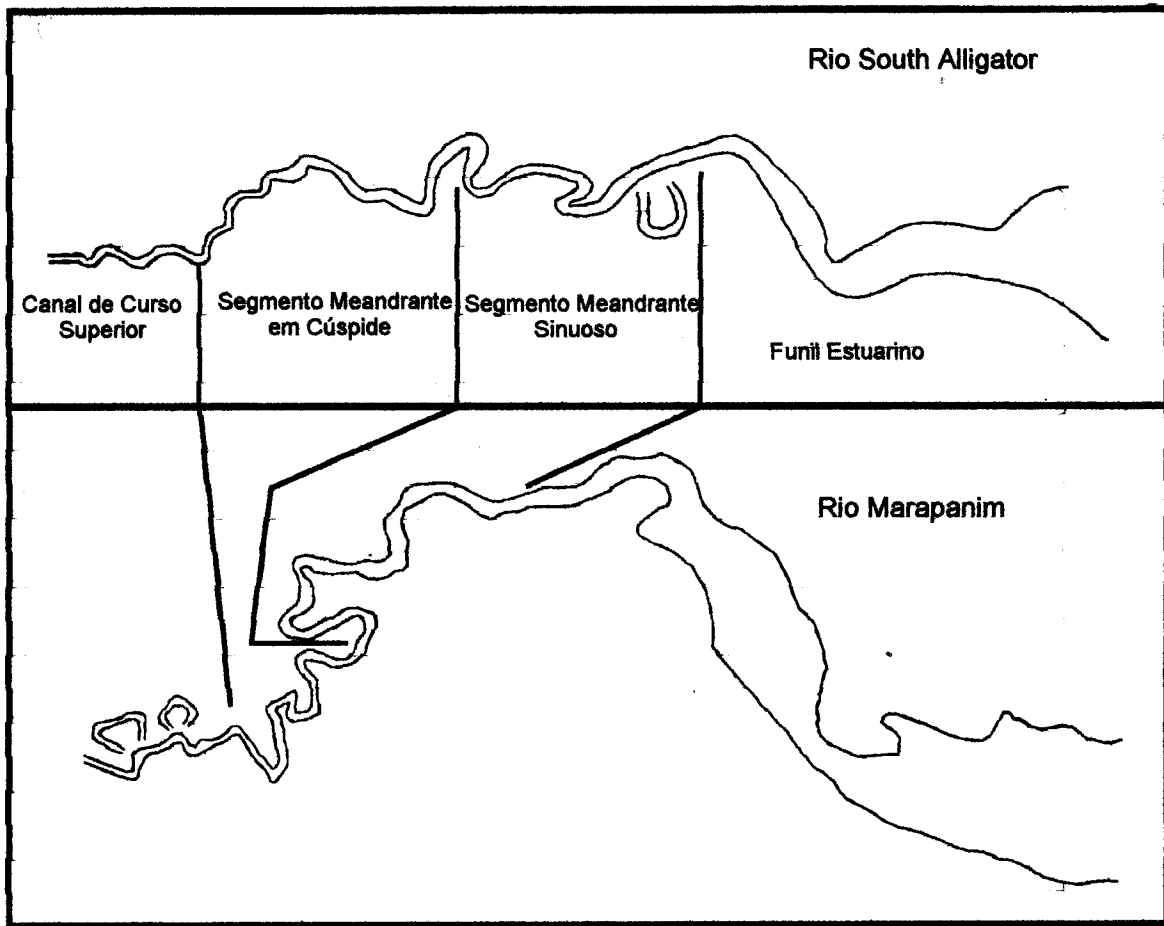 Rio South Alligator
Canal de Curso
Superior
Segmento Meandrante
em Cúspide
Segmento Meandrante
Sinuoso
Funil Estuarino
Rio Marapanim